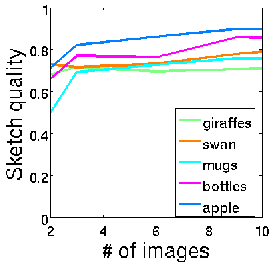 1
0.8
0.6
0.4
0.2
0
2 4 6 8 10
Sketch quality
# of images
giraffes
swan
mugs
bottles
apple